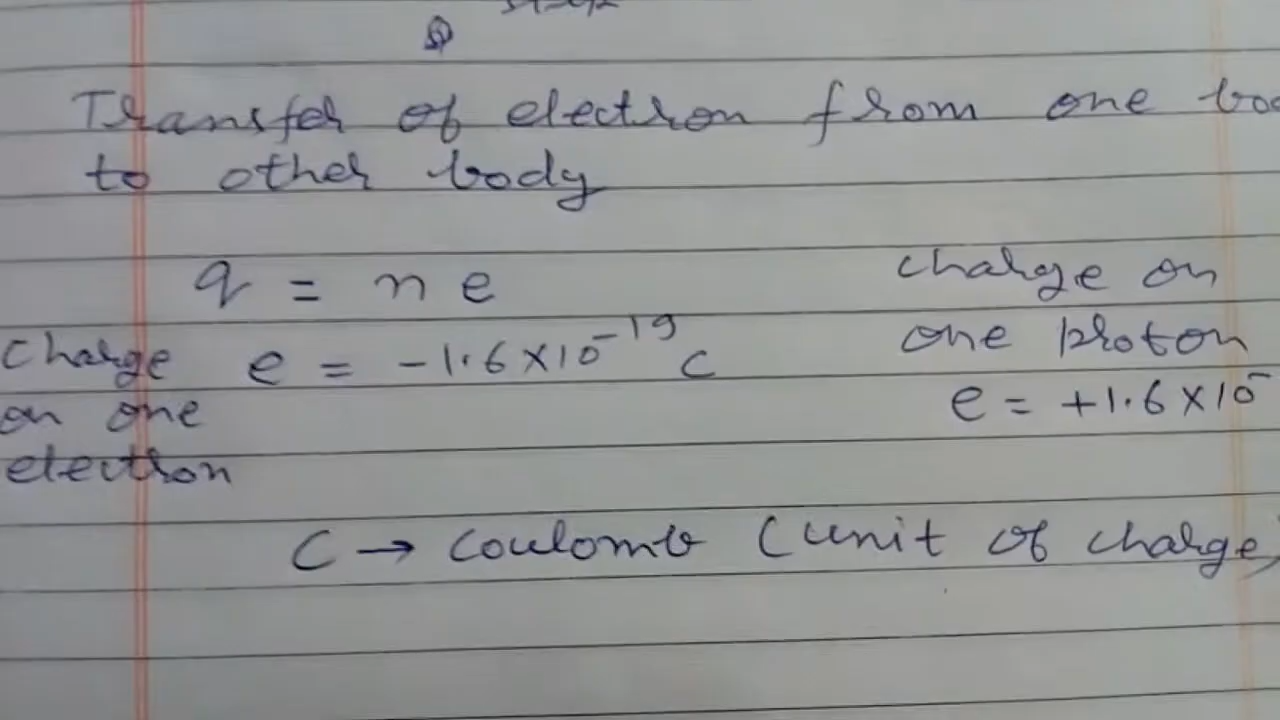 Transfer of electron from one
to other body
q = n e
Charge e = -1.6×10⁻¹⁹ C
on one
electron
charge on
one proton
e = +1.6×10⁻
C → Coulomb (unit of charge)